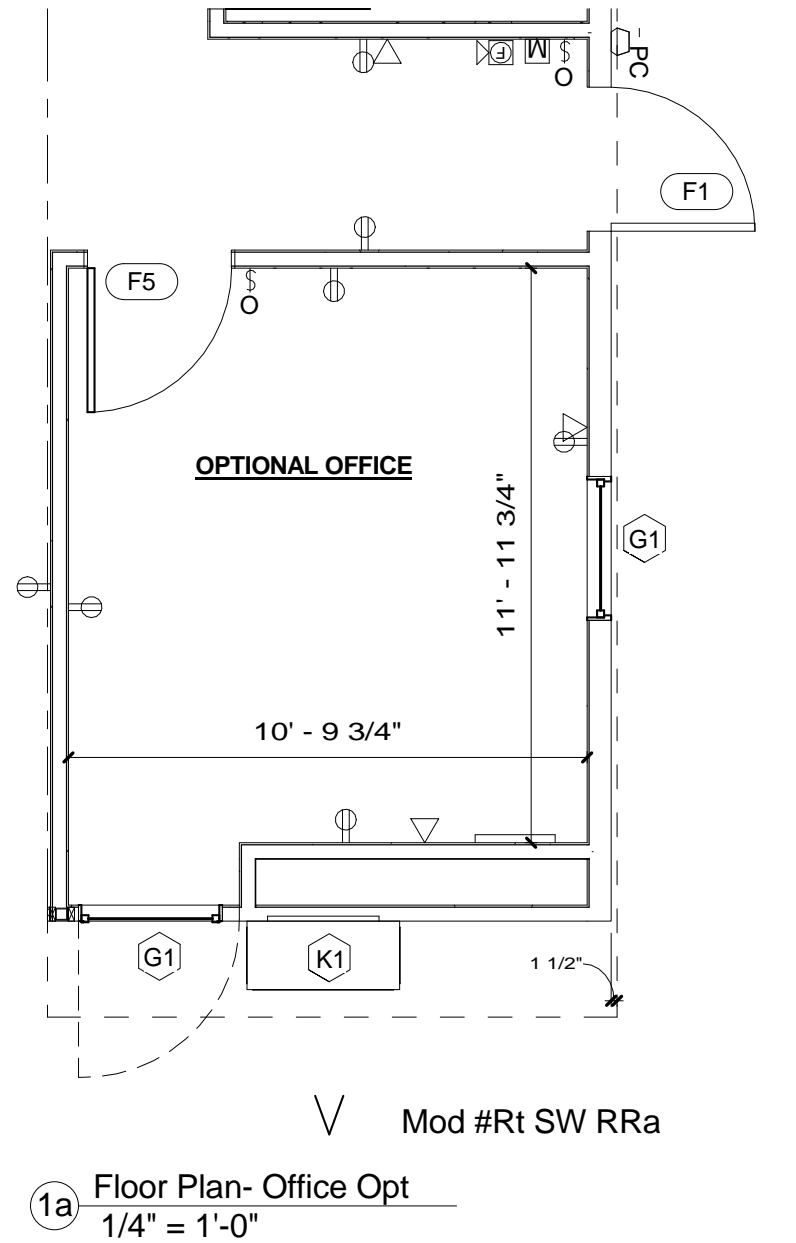 PC
F
M
$
O
F1
F5
$
O
OPTIONAL OFFICE
11' - 11 3/4"
G1
10' - 9 3/4"
G1
K1
1 1/2"
Mod #Rt SW RRa
1a
Floor Plan- Office Opt
1/4" = 1'-0"